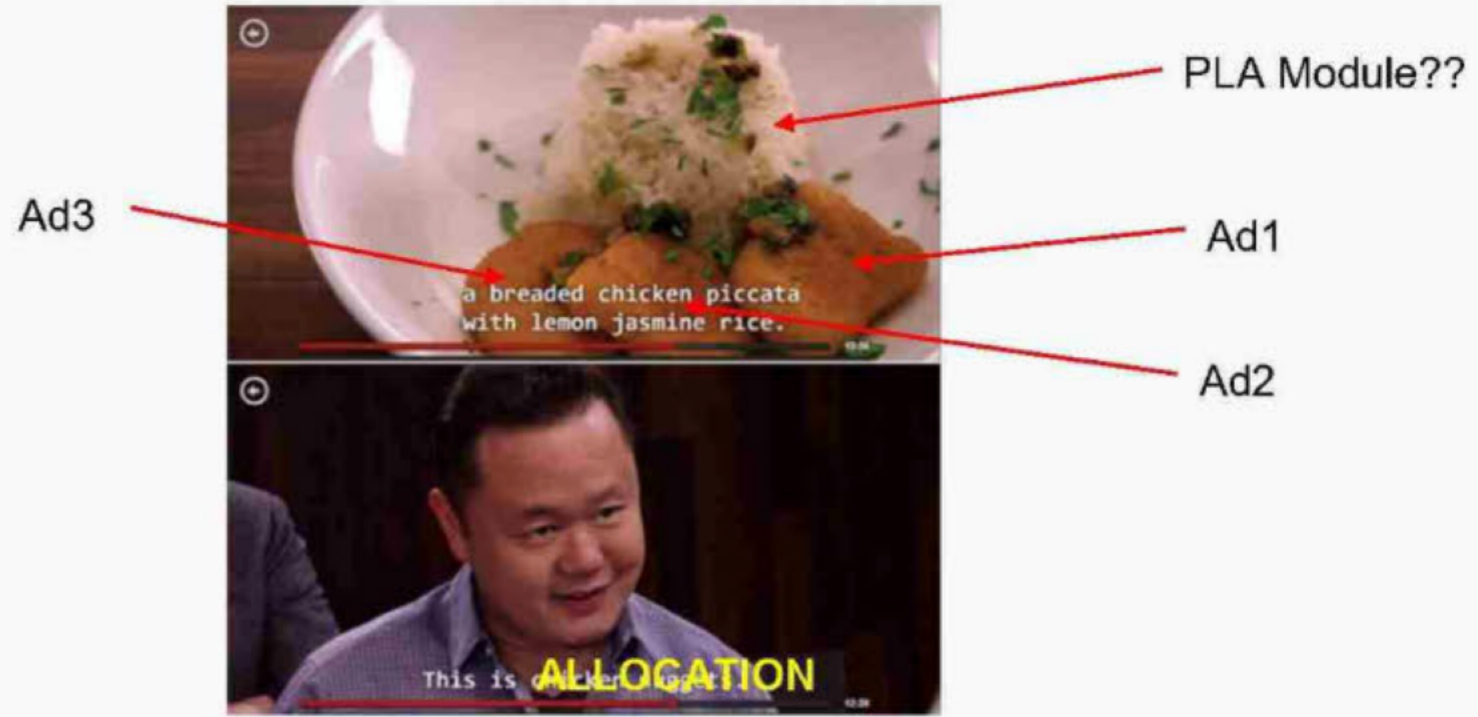 PLA Module??
Ad3
Ad1
a breaded chicken piccata
with lemon jasmine rice.
Ad2
This is
ALLOCATION